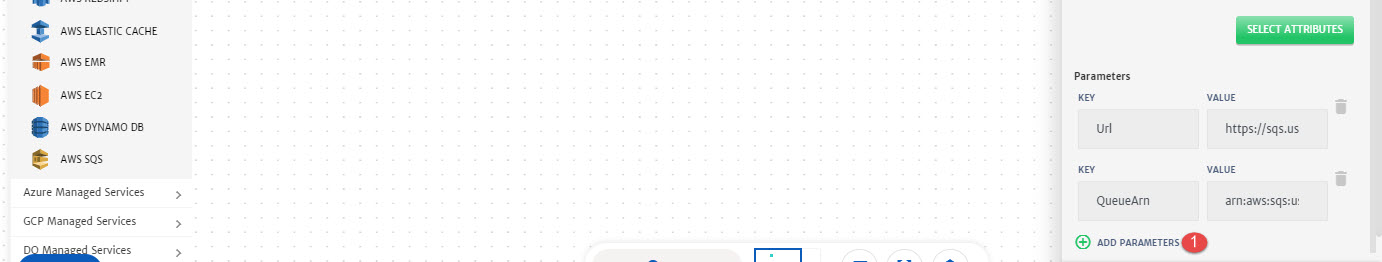 AWS REDSHIFT
AWS ELASTIC CACHE
AWS EMR
AWS EC2
AWS DYNAMO DB
AWS SQS
Azure Managed Services
GCP Managed Services
DO Managed Services
SELECT ATTRIBUTES
Parameters
KEY VALUE
Url https://sqs.us
KEY VALUE
QueueArn arn:aws:sqs:u
ADD PARAMETERS 1